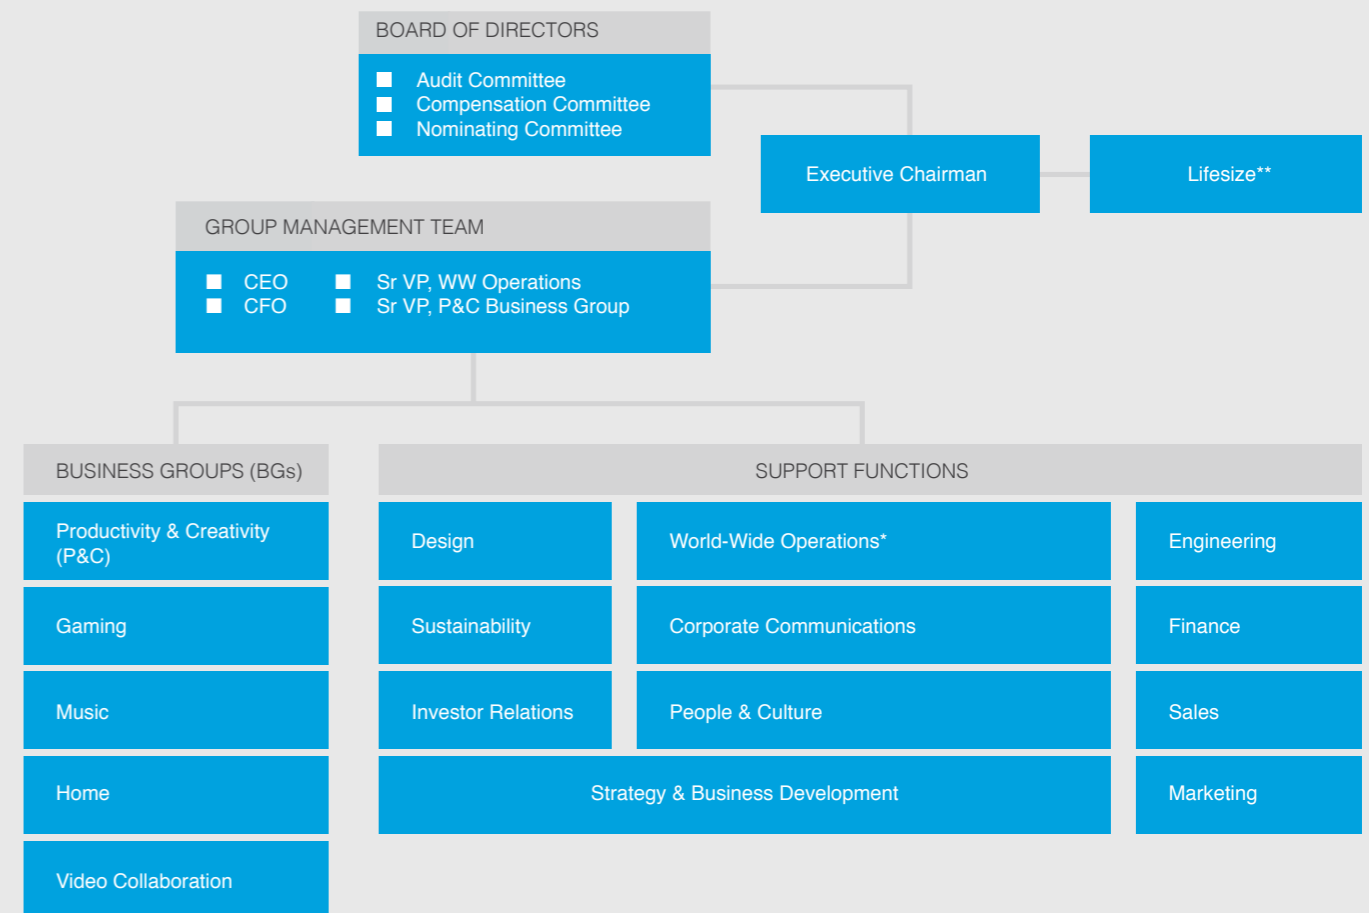 BOARD OF DIRECTORS
Audit Committee
Compensation Committee
Nominating Committee
Executive Chairman
Lifesize**
GROUP MANAGEMENT TEAM
CEO
CFO
Sr VP, WW Operations
Sr VP, P&C Business Group
BUSINESS GROUPS (BGs)
Productivity & Creativity
(P&C)
Gaming
Music
Home
Video Collaboration
SUPPORT FUNCTIONS
Design
World-Wide Operations*
Engineering
Sustainability
Corporate Communications
Finance
Investor Relations
People & Culture
Sales
Strategy & Business Development
Marketing